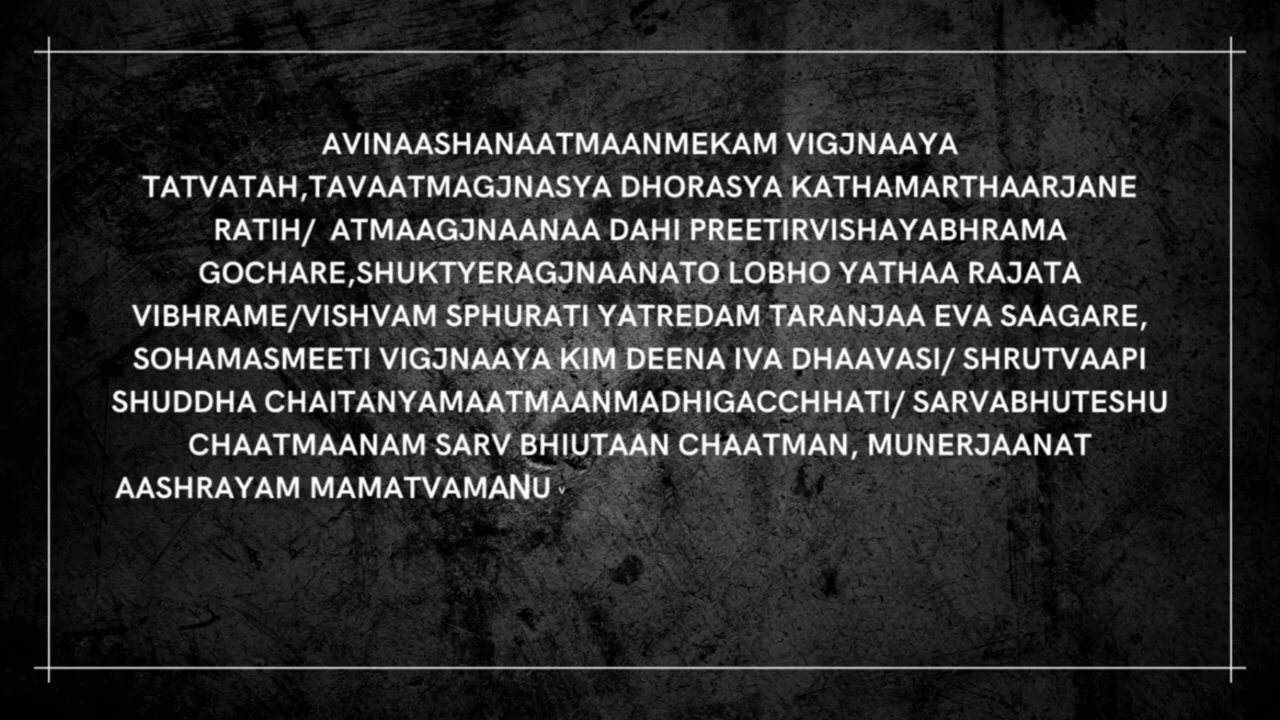 AVINAASHANAATMAANMEKAM VIGJNAAYA
TATVATAH,TAVAATMAGJNASYA DHORASYA KATHAMARTHAARJANE
RATIH/ ATMAAGJNAANAA DAHI PREETIRVISHAYABHRAMA
GOCHARE,SHUKTYERAGJNAANATO LOBHO YATHAA RAJATA
VIBHRAME/VISHVAM SPHURATI YATREDAM TARANJAA EVA SAAGARE,
SOHAMASMEETI VIGJNAAYA KIM DEENA IVA DHAAVASI/ SHRUTVAAPI
SHUDDHA CHAITANYAMAATMAANMADHIGACCHHATI/ SARVABHUTESHU
CHAATMAANAM SARV BHIUTAAN CHAATMAN, MUNERJAANAT
AASHRAYAM MAMATVAMANU V